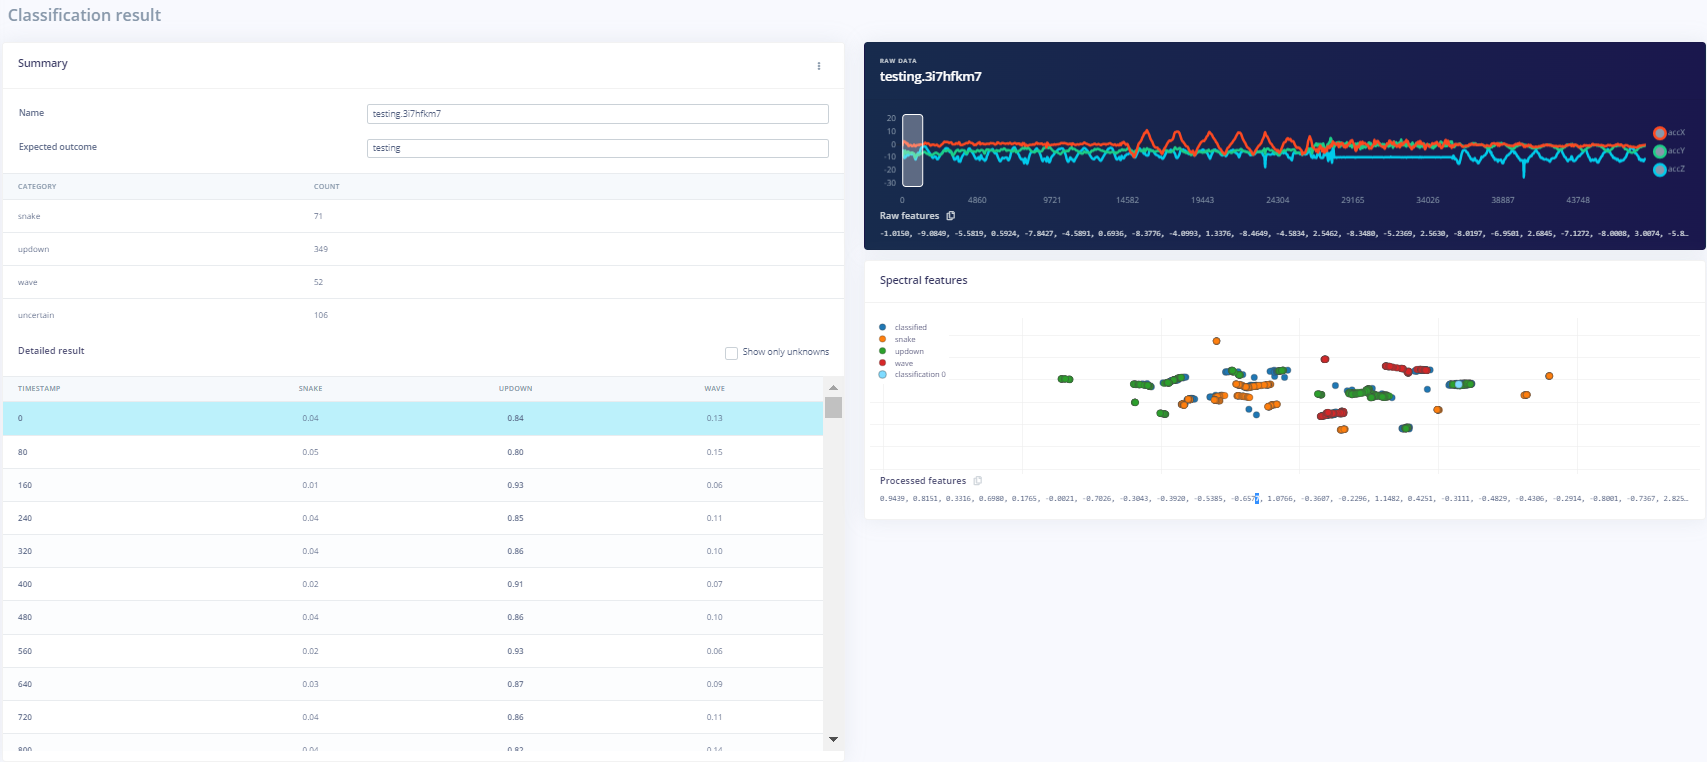 Classification result
Summary
Name
testing.3i7hfkm7
Expected outcome
testing
CATEGORY COUNT
snake 71
updown 349
wave 52
uncertain 106
Detailed result
Show only unknowns
TIMESTAMP SNAKE UPDOWN WAVE
0 0.04 0.84 0.13
80 0.05 0.80 0.15
160 0.01 0.93 0.06
240 0.04 0.85 0.11
320 0.04 0.86 0.10
400 0.02 0.91 0.07
480 0.04 0.86 0.10
560 0.02 0.93 0.06
640 0.03 0.87 0.09
720 0.04 0.86 0.11
800 0.04 0.82 0.14
RAW DATA
testing.3i7hfkm7
20
10
0
-10
-20
-30
0 4860 9721 14582 19443 24304 29165 34026 38887 43748
accX
accY
accZ
Raw features
-1.0150, -9.0849, -5.5819, 0.5924, -7.8427, -4.5891, 0.6936, -8.3776, -4.0993, 1.3376, -8.4649, -4.5834, 2.5462, -8.3480, -5.2369, 2.5630, -8.0197, -6.9501, 2.6845, -7.1272, -8.0008, 3.0074, -5.8…
Spectral features
classified
snake
updown
wave
classification 0
Processed features
0.9439, 0.8151, 0.3316, 0.6980, 0.1765, -0.0021, -0.7026, -0.3043, -0.3920, -0.5385, -0.6577, 1.0766, -0.3607, -0.2296, 1.1482, 0.4251, -0.3111, -0.4829, -0.4306, -0.2914, -0.8001, -0.7367, 2.825…